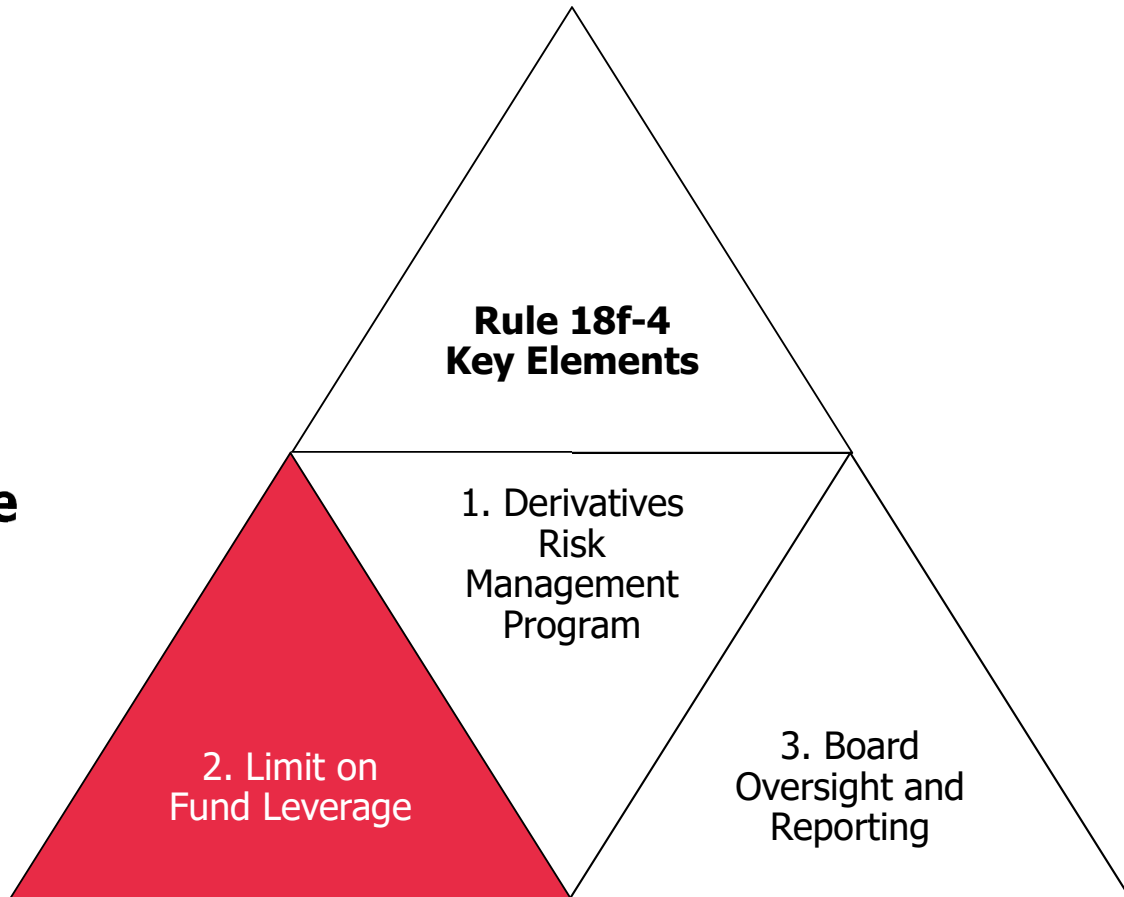 Rule 18f-4
Key Elements
e
1. Derivatives
Risk
Management
Program
2. Limit on
Fund Leverage
3. Board
Oversight and
Reporting